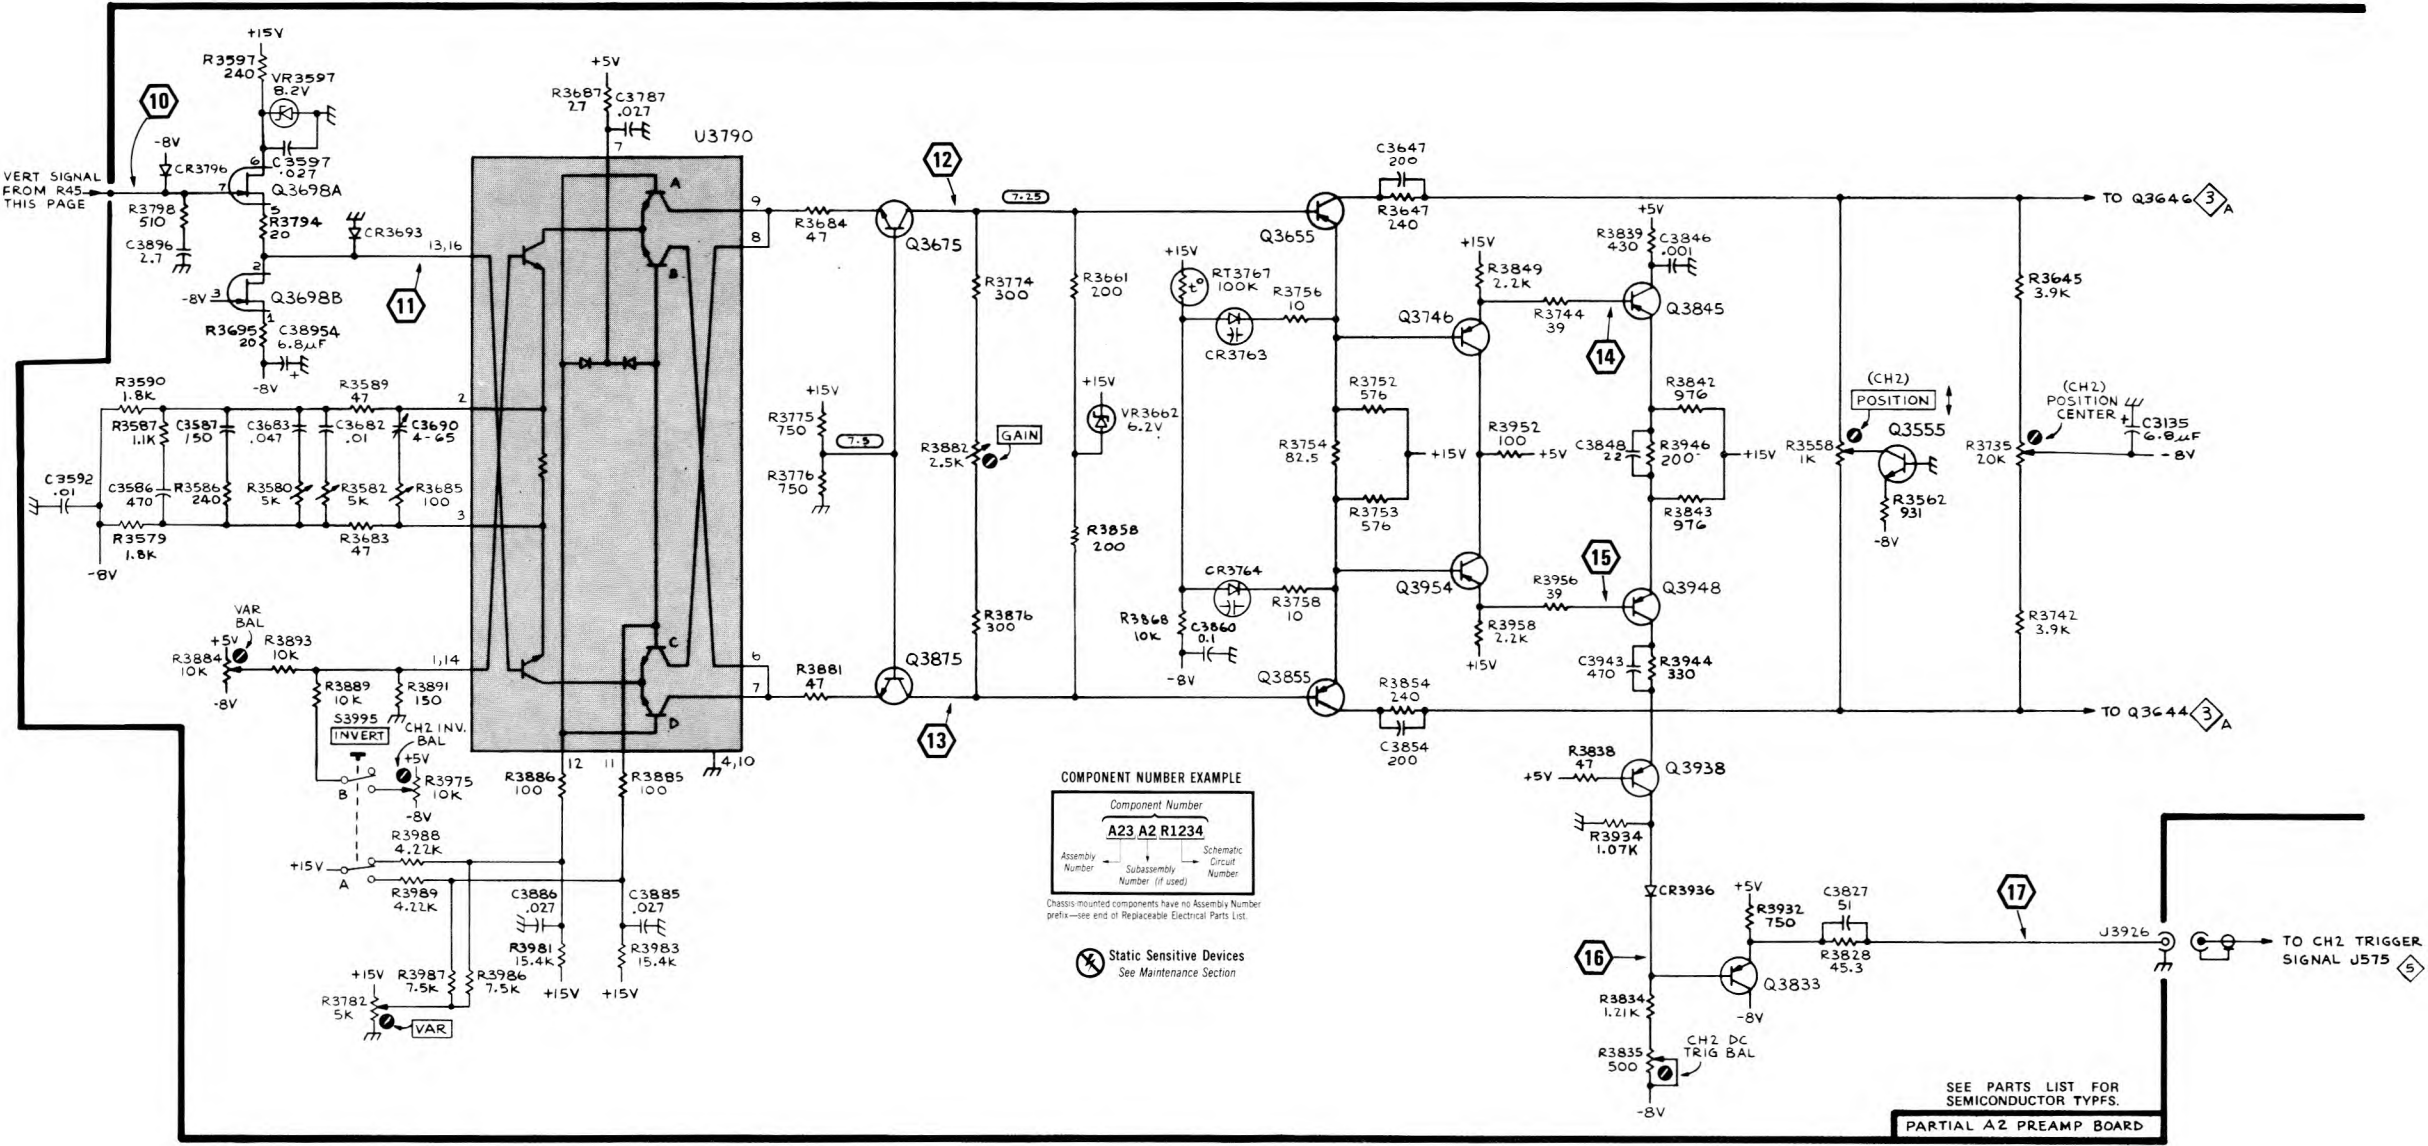 +15V
R3597
240
VR3597
8.2V
10
-8V
CR3796
6
C3597
.027
VERT SIGNAL
FROM R45
THIS PAGE
7
Q3698A
R3798
510
5
R3794
20
CR3693
C3896
2.7
2
13,16
11
-8V 3
Q3698B
1
R3695
20
C38954
6.8µF
+
-8V
R3590
1.8K
R3589
47
2
R3587
1.1K
C3587
150
C3683
.047
C3682
.01
C3690
4-65
C3592
.01
C3586
470
R3586
240
R3580
5K
R3582
5K
R3685
100
3
R3579
1.8K
R3683
47
-8V
VAR
BAL
+5V
R3893
10K
R3884
10K
-8V
1,14
R3889
10K
R3891
150
S3995
INVERT
CH2 INV.
BAL
+5V
R3975
10K
B
-8V
R3988
4.22K
+15V
A
R3989
4.22K
+15V
R3987
7.5K
R3986
7.5K
R3782
5K
VAR
+5V
R3687
27
C3787
.027
7
U3790
A
B
C
D
9
8
6
7
12
11
4,10
R3886
100
R3885
100
C3886
.027
C3885
.027
R3981
15.4K
R3983
15.4K
+15V
+15V
R3684
47
Q3675
12
7.25
R3774
300
R3661
200
+15V
R3775
750
7.5
R3776
750
R3882
2.5K
GAIN
+15V
VR3662
6.2V
R3858
200
R3876
300
R3881
47
Q3875
13
C3647
200
R3647
240
Q3655
+15V
RT3767
100K
t°
R3756
10
CR3763
R3752
576
R3754
82.5
+15V
R3753
576
CR3764
R3758
10
R3868
10K
C3860
0.1
-8V
Q3855
R3854
240
C3854
200
+15V
R3849
2.2K
Q3746
R3744
39
14
R3952
100
+5V
Q3954
R3956
39
15
R3958
2.2K
+15V
+5V
R3839
430
C3846
.001
Q3845
R3842
976
C3848
22
R3946
200
+15V
R3843
976
Q3948
C3943
470
R3944
330
R3838
47
+5V
Q3938
R3934
1.07K
CR3936
16
+5V
R3932
750
C3827
51
R3828
45.3
Q3833
-8V
17
J3926
TO CH2 TRIGGER
SIGNAL J575
5
R3834
1.21K
R3835
500
CH2 DC
TRIG BAL
-8V
TO Q3646 3 A
R3645
3.9K
(CH2)
POSITION
R3558
1K
Q3555
R3562
931
-8V
(CH2)
POSITION
CENTER
R3735
20K
+
C3135
6.8µF
-8V
R3742
3.9K
TO Q3644 3 A
COMPONENT NUMBER EXAMPLE
Component Number
A23 A2 R1234
Assembly
Number
Subassembly
Number (if used)
Schematic
Circuit
Number
Chassis-mounted components have no Assembly Number
prefix—see end of Replaceable Electrical Parts List.
Static Sensitive Devices
See Maintenance Section
SEE PARTS LIST FOR
SEMICONDUCTOR TYPFS.
PARTIAL A2 PREAMP BOARD